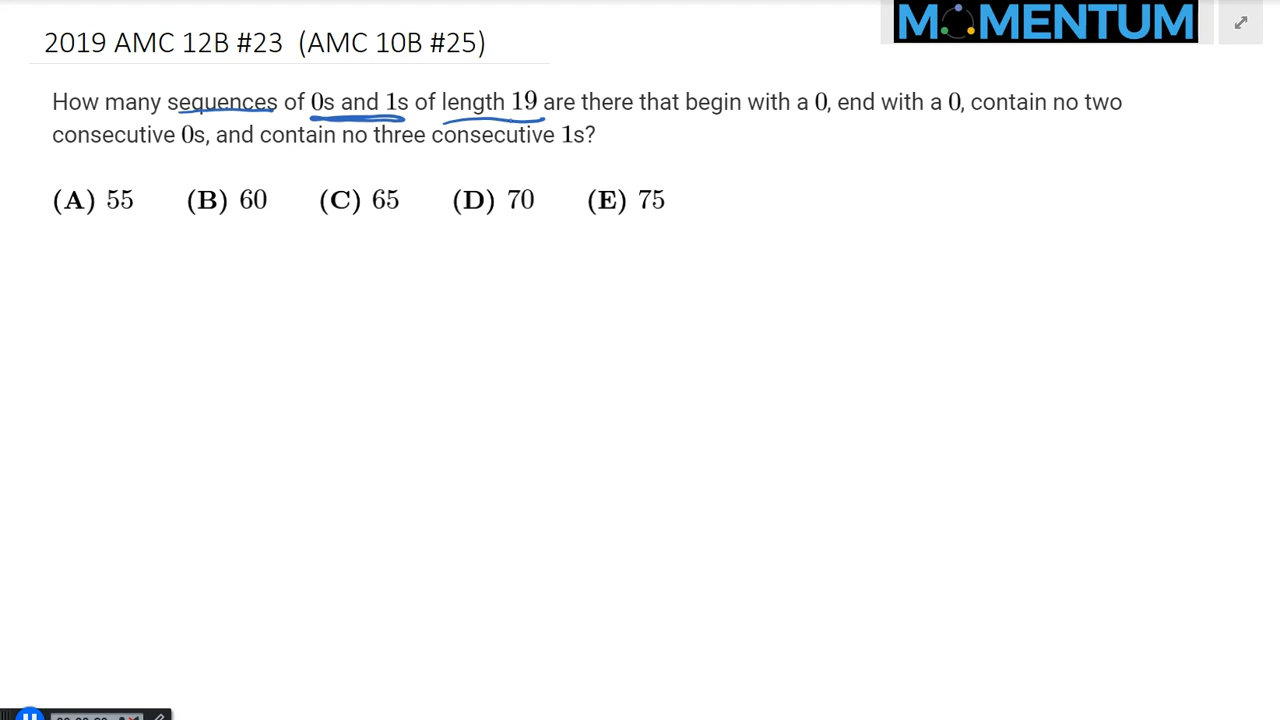 2019 AMC 12B #23 (AMC 10B #25)
MOMENTUM
How many sequences of 0s and 1s of length 19 are there that begin with a 0, end with a 0, contain no two
consecutive 0s, and contain no three consecutive 1s?
(A) 55 (B) 60 (C) 65 (D) 70 (E) 75